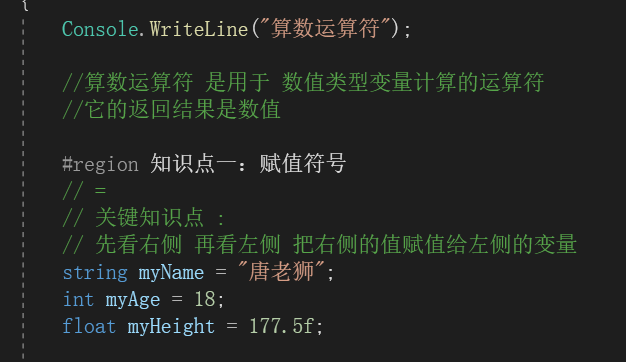 {
Console.WriteLine("算数运算符");
//算数运算符 是用于 数值类型变量计算的运算符
//它的返回结果是数值
#region 知识点一：赋值符号
// =
// 关键知识点 :
// 先看右侧 再看左侧 把右侧的值赋值给左侧的变量
string myName = "唐老狮";
int myAge = 18;
float myHeight = 177.5f;